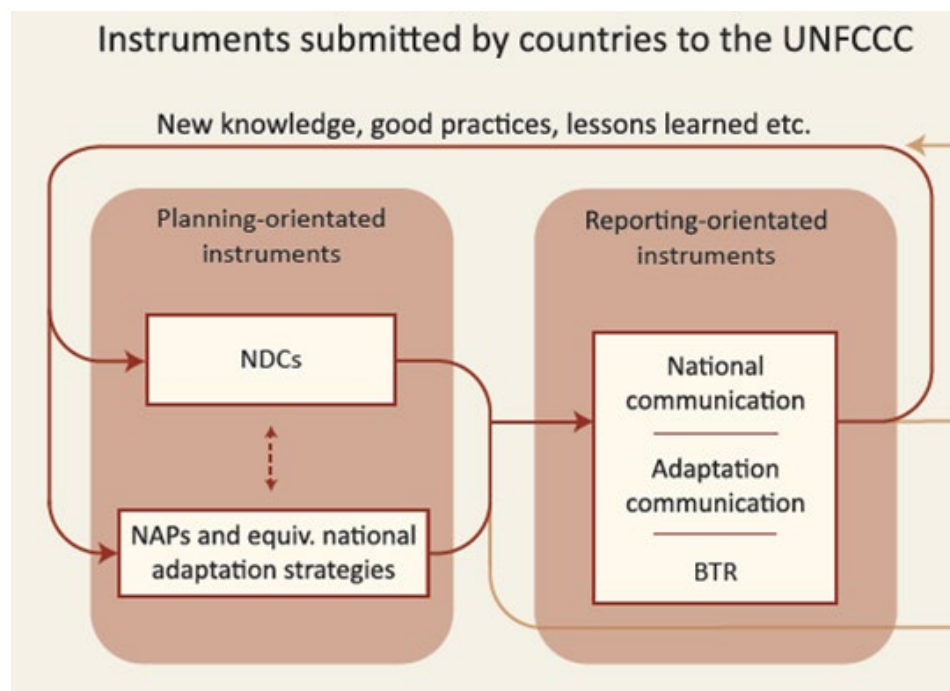 Instruments submitted by countries to the UNFCCC
New knowledge, good practices, lessons learned etc.
Planning-orientated
instruments
NDCs
NAPs and equiv. national
adaptation strategies
Reporting-orientated
instruments
National
communication
Adaptation
communication
BTR